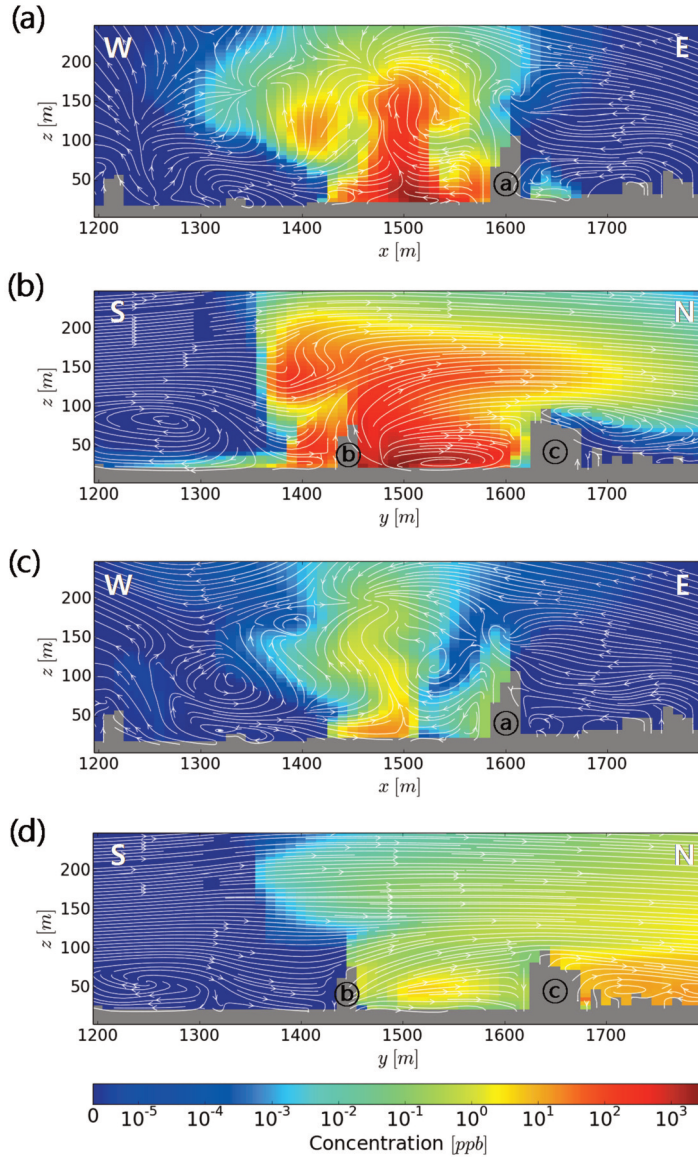 (a)
W E
200
150
100
50
z [m]
ⓐ
1200 1300 1400 1500 1600 1700
x [m]
(b)
S N
200
150
100
50
z [m]
ⓑ ⓒ
1200 1300 1400 1500 1600 1700
y [m]
(c)
W E
200
150
100
50
z [m]
ⓐ
1200 1300 1400 1500 1600 1700
x [m]
(d)
S N
200
150
100
50
z [m]
ⓑ ⓒ
1200 1300 1400 1500 1600 1700
y [m]
0 10⁻⁵ 10⁻⁴ 10⁻³ 10⁻² 10⁻¹ 10⁰ 10¹ 10² 10³
Concentration [ppb]